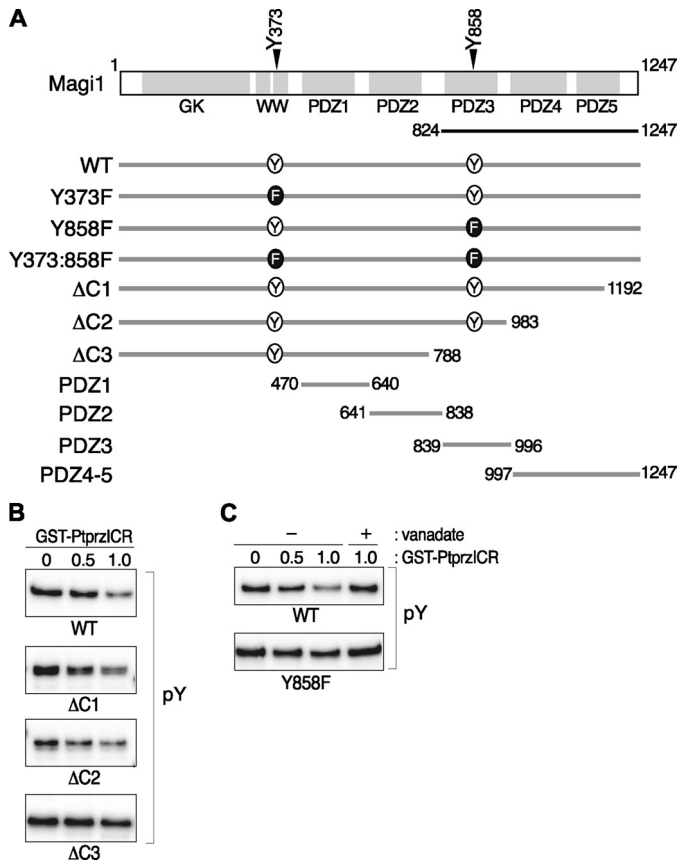 A
Y373
Y858
1
1247
Magi1
GK WW PDZ1 PDZ2 PDZ3 PDZ4 PDZ5
824 1247
WT Y Y
Y373F F Y
Y858F Y F
Y373:858F F F
ΔC1 Y Y 1192
ΔC2 Y Y 983
ΔC3 Y 788
PDZ1 470 640
PDZ2 641 838
PDZ3 839 996
PDZ4-5 997 1247
B
GST-PtprzICR
0 0.5 1.0
WT
ΔC1
ΔC2
ΔC3
pY
C
− + : vanadate
0 0.5 1.0 1.0 : GST-PtprzICR
WT
Y858F
pY